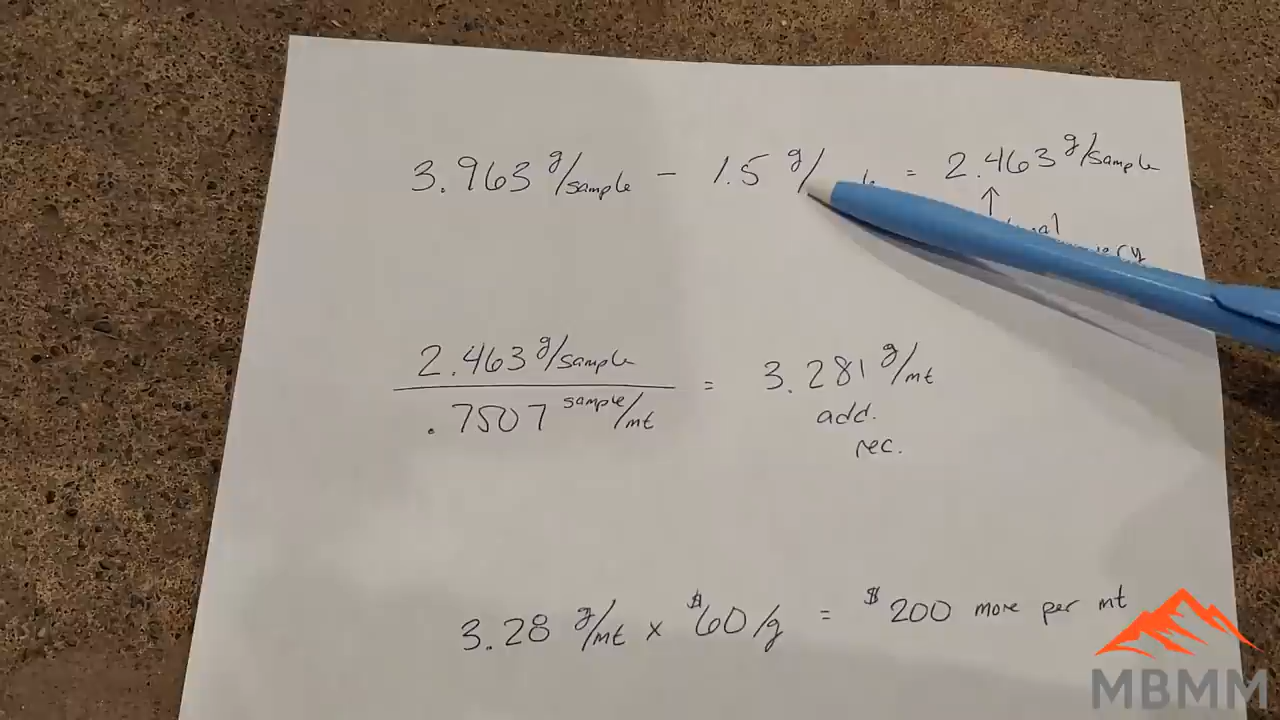 3.963 g/sample - 1.5 g/ = 2.463 g/sample
↑
2.463 g/sample
.7507 sample/mt
= 3.281 g/mt
add.
rec.
3.28 g/mt x $60/g = $200 more per mt
MBMM